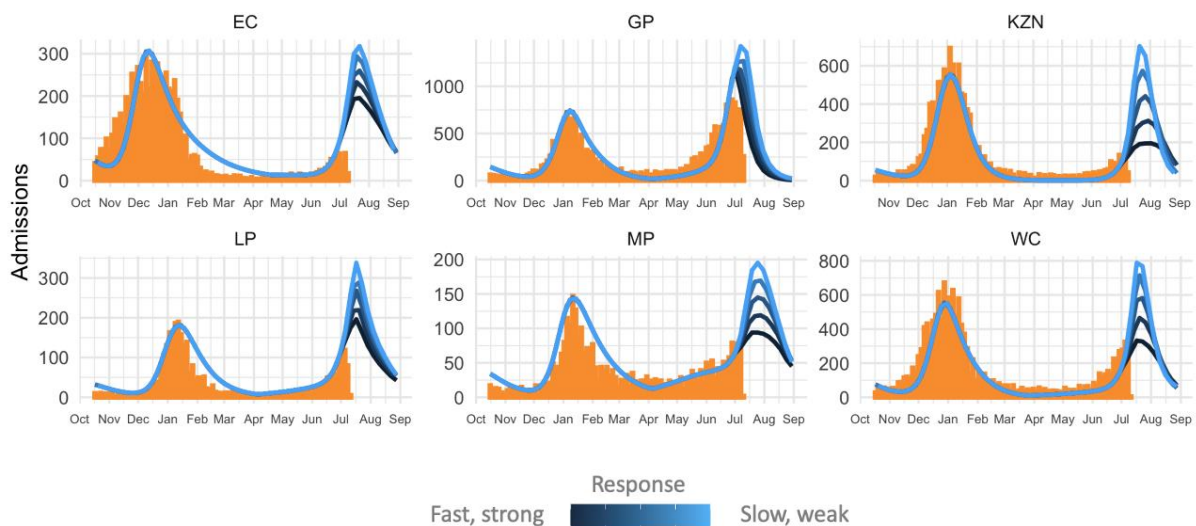 EC GP KZN
Admissions
300
200
100
0
Oct Nov Dec Jan Feb Mar Apr May Jun Jul Aug Sep
1000
500
0
Oct Nov Dec Jan Feb Mar Apr May Jun Jul Aug Sep
600
400
200
0
Nov Dec Jan Feb Mar Apr May Jun Jul Aug Sep
LP MP WC
300
200
100
0
Oct Nov Dec Jan Feb Mar Apr May Jun Jul Aug Sep
200
150
100
50
0
Oct Nov Dec Jan Feb Mar Apr May Jun Jul Aug Sep
800
600
400
200
0
Nov Dec Jan Feb Mar Apr May Jun Jul Aug Sep
Response
Fast, strong Slow, weak